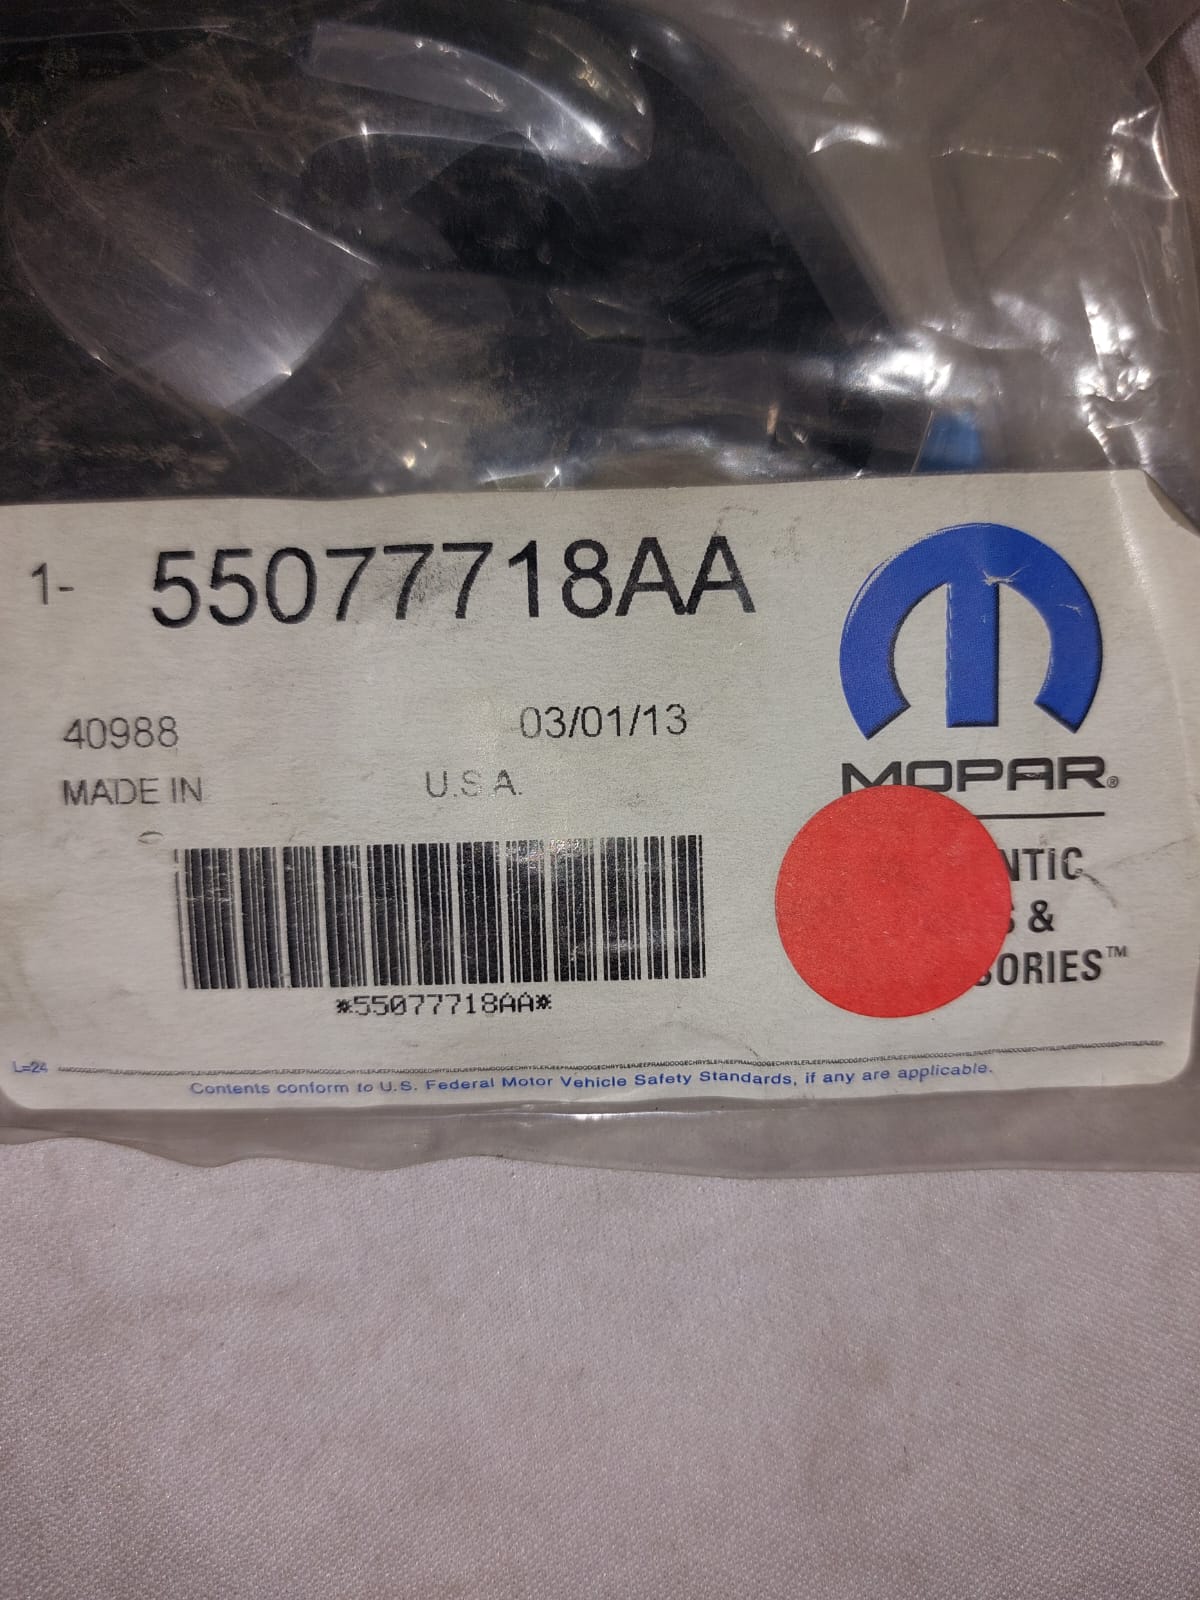 1- 55077718AA
40988 03/01/13
MADE IN U.S.A.
*55077718AA*
MOPAR®
NTIC
&
SORIES™
L=24
Contents conform to U.S. Federal Motor Vehicle Safety Standards, if any are applicable.